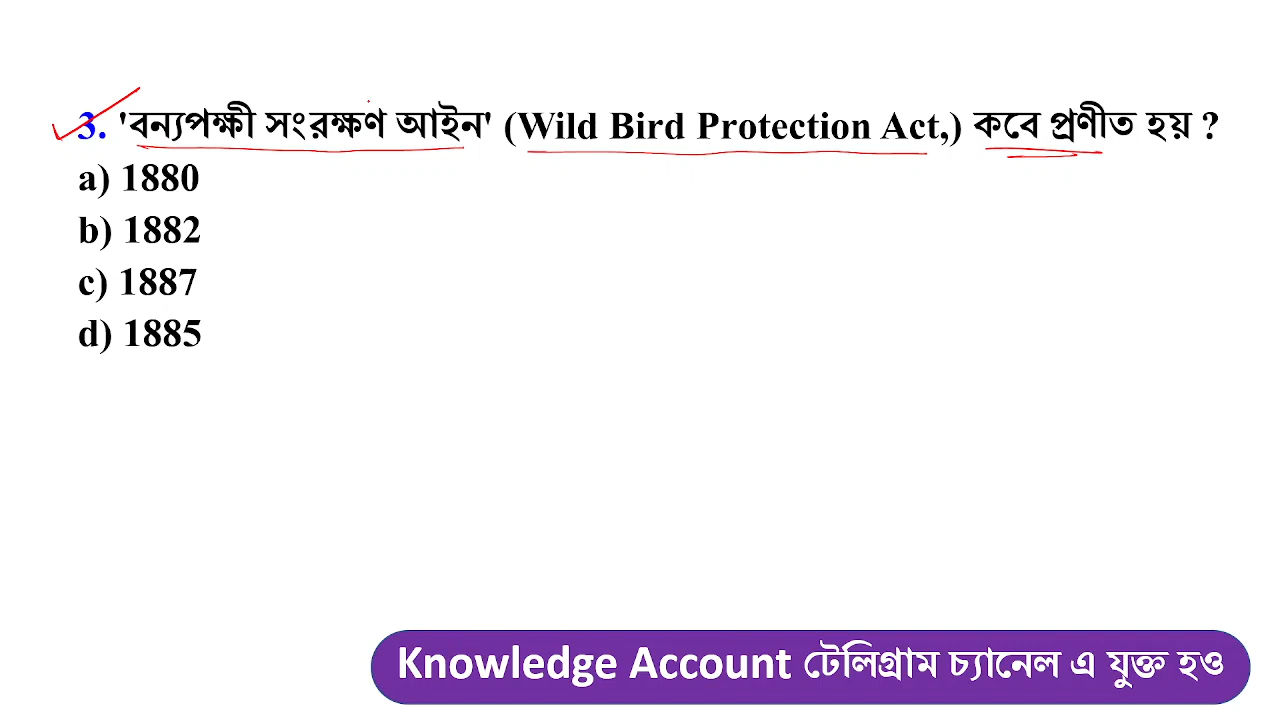 3. 'বন্যপক্ষী সংরক্ষণ আইন' (Wild Bird Protection Act,) কবে প্রণীত হয় ?
a) 1880
b) 1882
c) 1887
d) 1885
Knowledge Account টেলিগ্রাম চ্যানেল এ যুক্ত হও